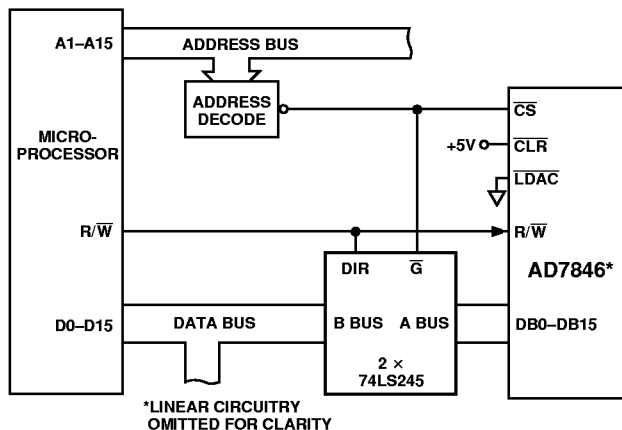 A1–A15
ADDRESS BUS
ADDRESS
DECODE
MICRO-
PROCESSOR
CS
+5V
CLR
LDAC
R/W
R/W
DIR
G
AD7846*
D0–D15
DATA BUS
B BUS
A BUS
DB0–DB15
2 ×
74LS245
*LINEAR CIRCUITRY
OMITTED FOR CLARITY